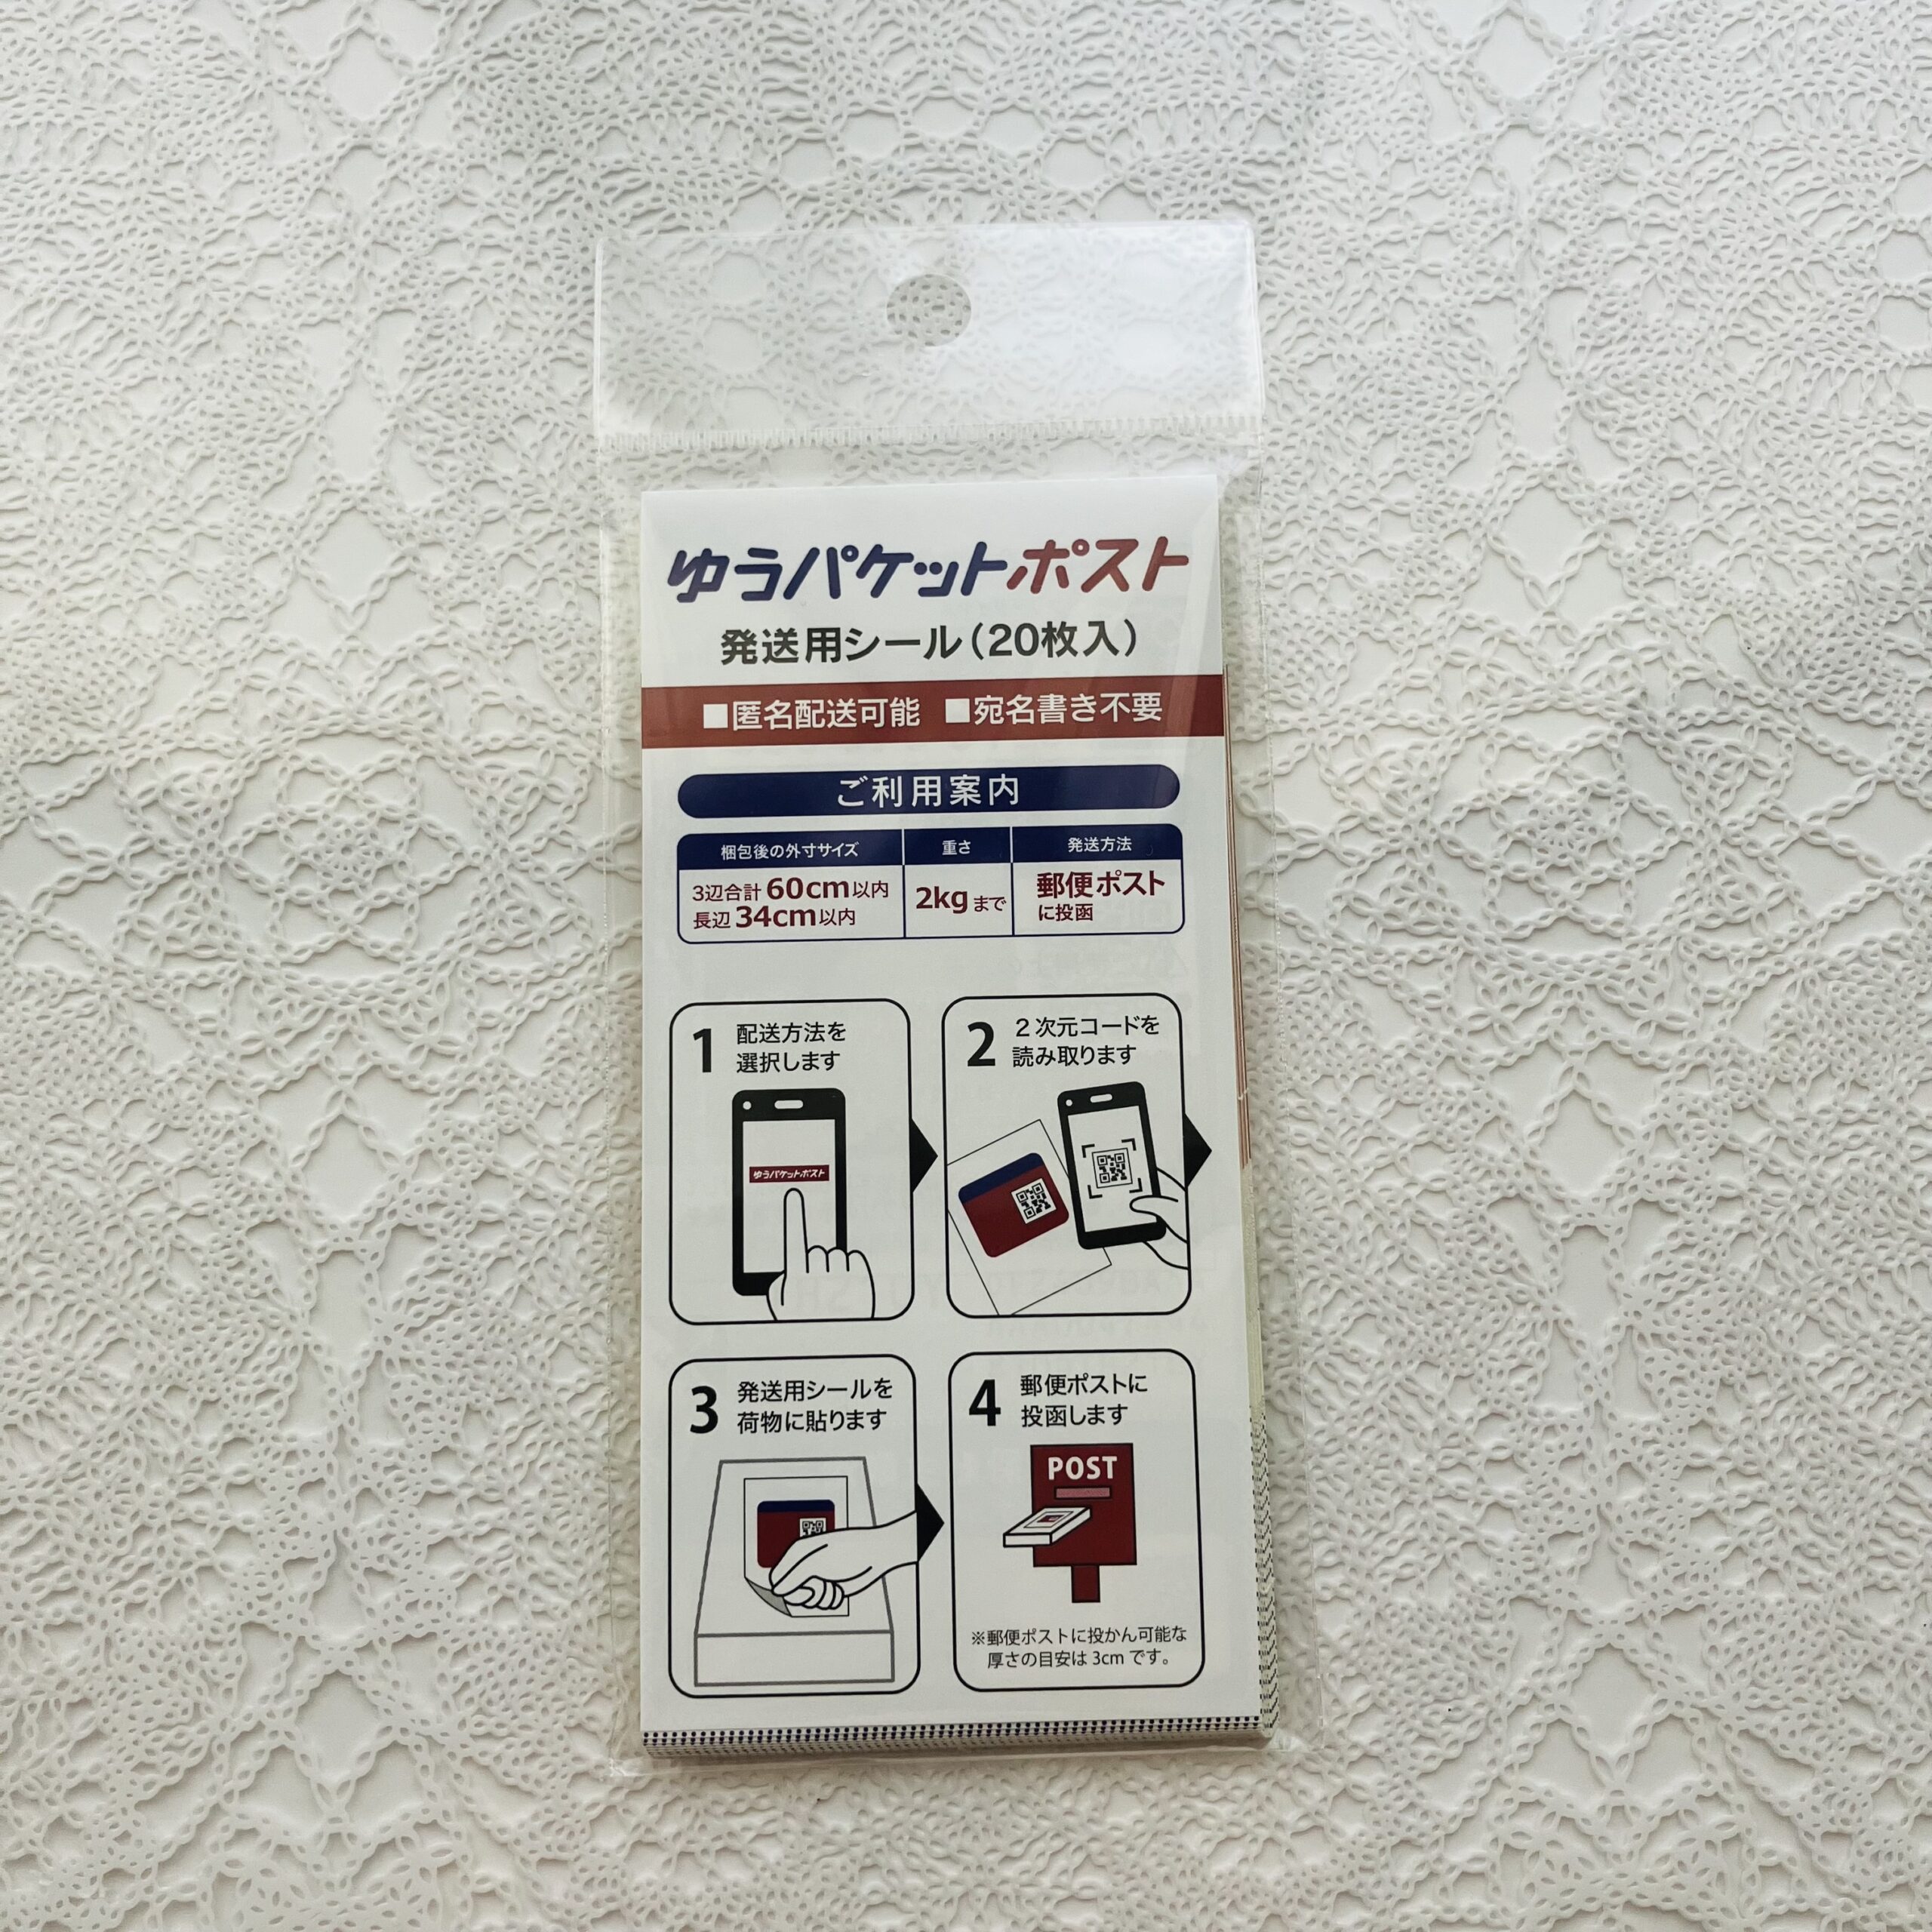 ゆうパケットポスト
発送用シール(20枚入)
■匿名配送可能 ■宛名書き不要
ご利用案内
梱包後の外寸サイズ 重さ 発送方法
3辺合計 60cm以内
長辺 34cm以内
2kg まで
郵便ポスト
に投函
1 配送方法を
選択します
ゆうパケットポスト
2 2次元コードを
読み取ります
3 発送用シールを
荷物に貼ります
4 郵便ポストに
投函します
POST
※郵便ポストに投かん可能な
厚さの目安は 3cm です。